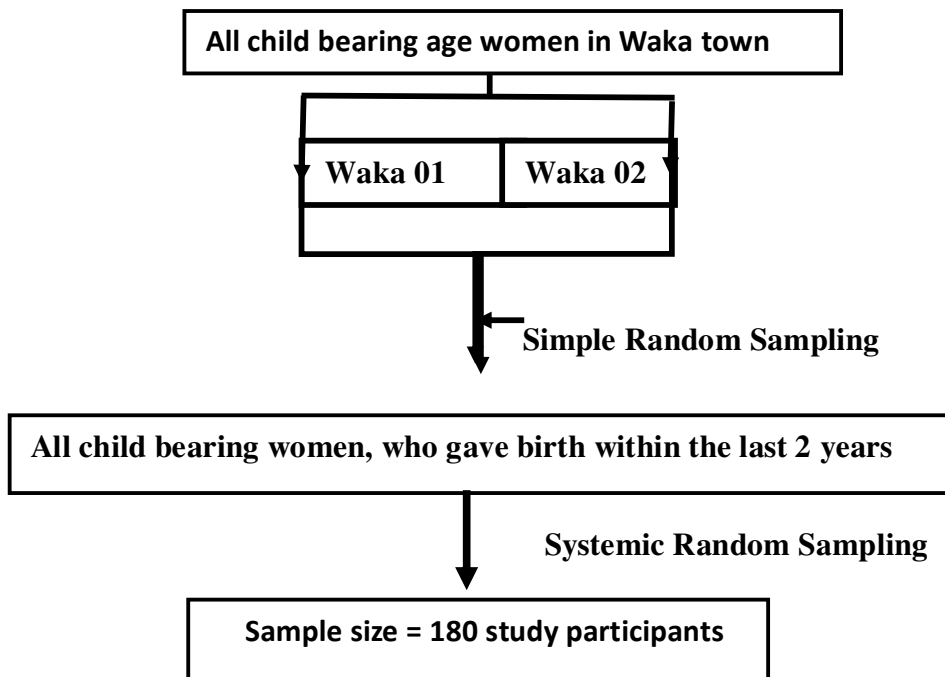 All child bearing age women in Waka town
Waka 01
Waka 02
Simple Random Sampling
All child bearing women, who gave birth within the last 2 years
Systemic Random Sampling
Sample size = 180 study participants